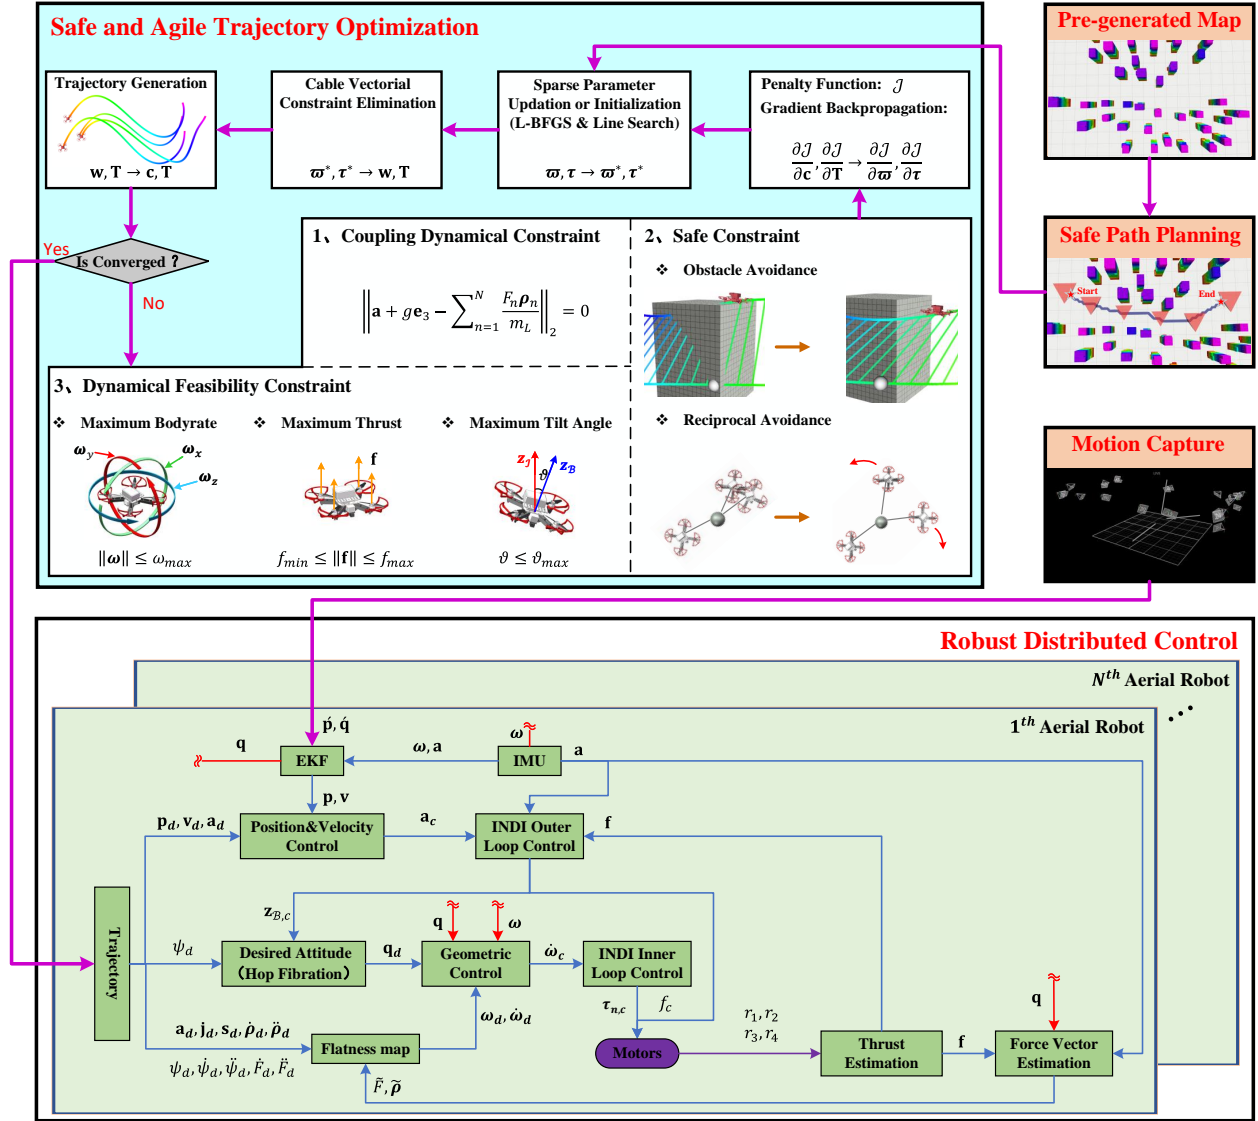 Safe and Agile Trajectory Optimization
Pre-generated Map
Trajectory Generation
w, T → c, T
Cable Vectorial
Constraint Elimination
ϖ*, τ* → w, T
Sparse Parameter
Updation or Initialization
(L-BFGS & Line Search)
ϖ, τ → ϖ*, τ*
Penalty Function: 𝒥
Gradient Backpropagation:
∂𝒥/∂c, ∂𝒥/∂T → ∂𝒥/∂ϖ, ∂𝒥/∂τ
Safe Path Planning
Start
End
Yes
Is Converged ?
No
1、Coupling Dynamical Constraint
‖a + ge₃ − ∑ₙ₌₁ᴺ Fₙρₙ/m_L‖₂ = 0
2、Safe Constraint
❖ Obstacle Avoidance
❖ Reciprocal Avoidance
3、Dynamical Feasibility Constraint
❖ Maximum Bodyrate
ω_y
ω_x
ω_z
‖ω‖ ≤ ω_max
❖ Maximum Thrust
f
f_min ≤ ‖f‖ ≤ f_max
❖ Maximum Tilt Angle
z_ℐ
ϑ
z_ℬ
ϑ ≤ ϑ_max
Motion Capture
Robust Distributed Control
N^th Aerial Robot
1^th Aerial Robot
ṕ, q́
q
EKF
ω, a
ω
IMU
a
p, v
p_d, v_d, a_d
Position&Velocity
Control
a_c
INDI Outer
Loop Control
f
Trajectory
z_ℬ,c
q
ω
ψ_d
Desired Attitude
（Hop Fibration）
q_d
Geometric
Control
ω̇_c
INDI Inner
Loop Control
τ_n,c
f_c
ω_d, ω̇_d
a_d, j_d, s_d, ρ̇_d, ρ̈_d
ψ_d, ψ̇_d, ψ̈_d, Ḟ_d, F̈_d
Flatness map
F̃, ρ̃
Motors
r₁, r₂
r₃, r₄
Thrust
Estimation
f
q
Force Vector
Estimation